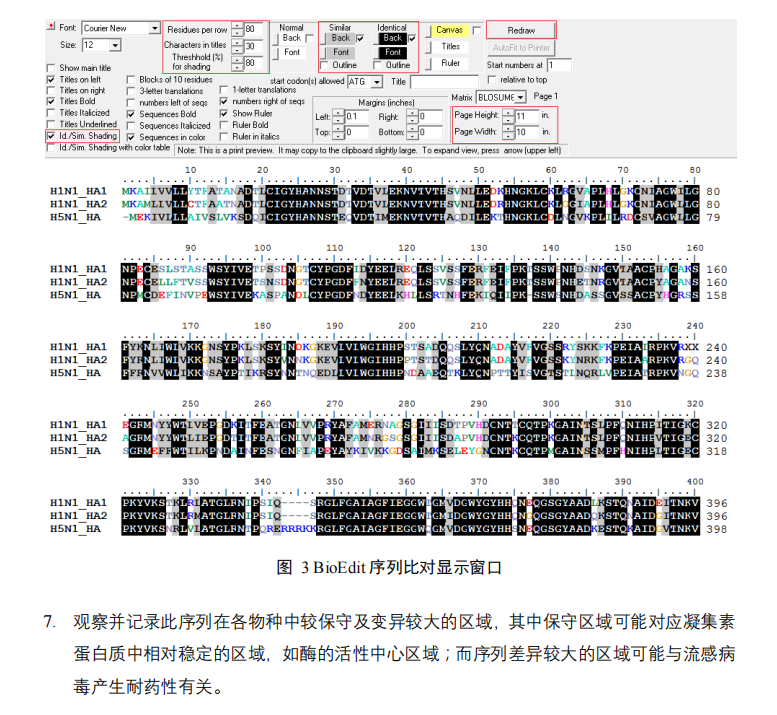 Font: Courier New
Size: 12
Residues per row 80
Characters in titles 30
Threshold (%) for shading 80
Normal
Back
Font
Similar
Back
Font
Outline
Identical
Back
Font
Outline
Canvas
Titles
Ruler
Redraw
AutoFit to Printer
Start numbers at 1
relative to top
Show main title
Titles on left
Titles on right
Titles Bold
Titles Italicized
Titles Underlined
Id./Sim. Shading
Id./Sim. Shading with color table
Blocks of 10 residues
3-letter translations
numbers left of seqs
Sequences Bold
Sequences Italicized
Sequences in color
1-letter translations
numbers right of seqs
Show Ruler
Ruler Bold
Ruler in italics
start codon(s) allowed ATG Title
Margins (inches)
Left: 0.1 Right: 0
Top: 0 Bottom: 0
Matrix BLOSUM6 Page 1
Page Height: 11 in.
Page Width: 10 in.
Note: This is a print preview. It may copy to the clipboard slightly large. To expand view, press arrow (upper left)
10 20 30 40 50 60 70 80
H1N1_HA1 MKAILVVLLYTFATANADTLCIGYHANNSTDTVDTVLEKNVTVTHSVNLLEDKHNGKLCKLRGVAPLHLGKCNIAGWILG 80
H1N1_HA2 MKAMLVVLLCTFAATNADTLCIGYHANNSTDTVDTVLEKNVTVTHSVNLLEDKHNGKLCKLGGIAPLHLGKCNIAGWLLG 80
H5N1_HA -MEKIVLLLAIVSLVKSDQICIGYHANNSTEQVDTIMEKNVTVTHAQDILEKTHNGKLCDLNGVKPLILRDCSVAGWLLG 79
90 100 110 120 130 140 150 160
H1N1_HA1 NPECESLSTASSWSYIVETPSSDNGTCYPGDFIDYEELREQLSSVSSFERFEIFPKTSSWPNHDSNKGVTAACPHAGAKS 160
H1N1_HA2 NPECELLFTVSSWSYIVETSNSDNGTCYPGDFINYEELREQLSSVSSFERFEIFPKTSSWPNHETNKGVTAACPYAGANS 160
H5N1_HA NPMCDEFINVPEWSYIVEKASPANDLCYPGDFNDYEELKHLLSRTNHFEKIQIIPK-SSWSNHDASSGVSSACPYHGRSS 158
170 180 190 200 210 220 230 240
H1N1_HA1 FYKNLIWLVKKGNSYPKLSKSYINDKGKEVLVLWGIHHPSTSADQQSLYQNADAYVFVGSSRYSKKFKPEIAIRPKVRXX 240
H1N1_HA2 FYRNLIWLVKKGNSYPKLSKSYVNNKGKEVLVLWGIHHPPTSTDQQSLYQNADAYVFVGSSKYNRKFKPEIAARPKVRGQ 240
H5N1_HA FFRNVVWLIKKNSAYPTIKRSYNNTNQEDLLVLWGIHHPNDAAEQTKLYQNPTTYISVGTSTLNQRLVPEIATRPKVNGQ 238
250 260 270 280 290 300 310 320
H1N1_HA1 EGRMNYYWTLVEPGDKITFEATGNLVVPRYAFAMERNAGSGIIISDTPVHDCNTTCQTPKGAINTSLPFQNIHPITIGKC 320
H1N1_HA2 AGRMNYYWTLIEPGDTITFEATGNLVVPRYAFAMNRGSGSGIIISDAPVHDCNTKCQTPKGAINTSLPFQNIHPVTIGEC 320
H5N1_HA SGRMEFFWTILKPNDAINFESNGNFIAPEYAYKIVKKGDSAIMKSELEYGNCNTKCQTPMGAINSSMPFHNIHPLTIGEC 318
330 340 350 360 370 380 390 400
H1N1_HA1 PKYVKSTKLRLATGLRNIPSIQ----SRGLFGAIAGFIEGGWTGMVDGWYGYHHQNEQGSGYAADLKSTQNAIDEITNKV 396
H1N1_HA2 PKYVKSTKLRMATGLRNIPSIQ----SRGLFGAIAGFIEGGWTGMIDGWYGYHHQNGQGSGYAADQKSTQNAIDGITNKV 396
H5N1_HA PKYVKSNRLVLATGLRNTPQRERRRKKRGLFGAIAGFIEGGWQGMVDGWYGYHHSNEQGSGYAADKESTQKAIDGVTNKV 398
图 3 BioEdit 序列比对显示窗口
7. 观察并记录此序列在各物种中较保守及变异较大的区域，其中保守区域可能对应凝集素
蛋白质中相对稳定的区域，如酶的活性中心区域；而序列差异较大的区域可能与流感病
毒产生耐药性有关。